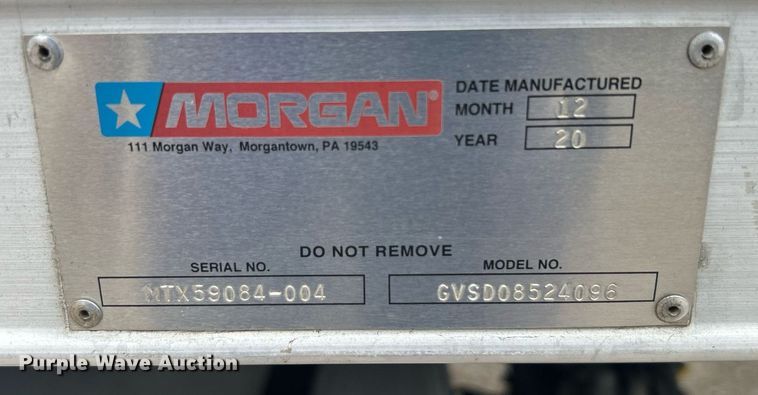 MORGAN®
111 Morgan Way, Morgantown, PA 19543
DATE MANUFACTURED
MONTH 12
YEAR 20
DO NOT REMOVE
SERIAL NO. MODEL NO.
MTX59084-004 GVSD08524096
Purple Wave Auction